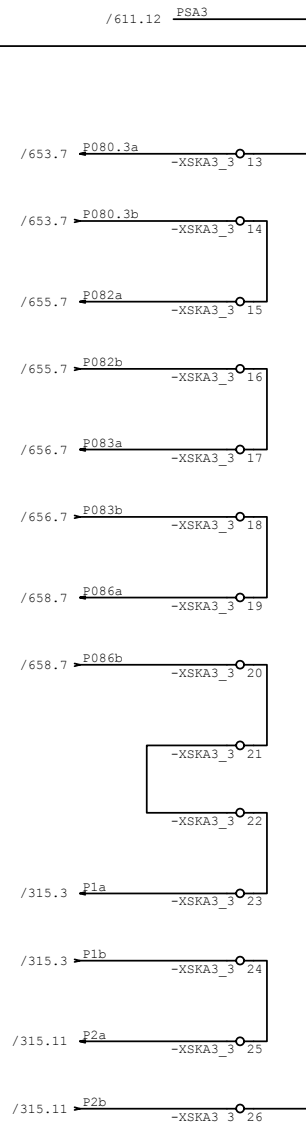 /611.12 PSA3
/653.7 P080.3a
-XSKA3_3 13
/653.7 P080.3b
-XSKA3_3 14
/655.7 P082a
-XSKA3_3 15
/655.7 P082b
-XSKA3_3 16
/656.7 P083a
-XSKA3_3 17
/656.7 P083b
-XSKA3_3 18
/658.7 P086a
-XSKA3_3 19
/658.7 P086b
-XSKA3_3 20
-XSKA3_3 21
-XSKA3_3 22
/315.3 P1a
-XSKA3_3 23
/315.3 P1b
-XSKA3_3 24
/315.11 P2a
-XSKA3_3 25
/315.11 P2b
-XSKA3_3 26